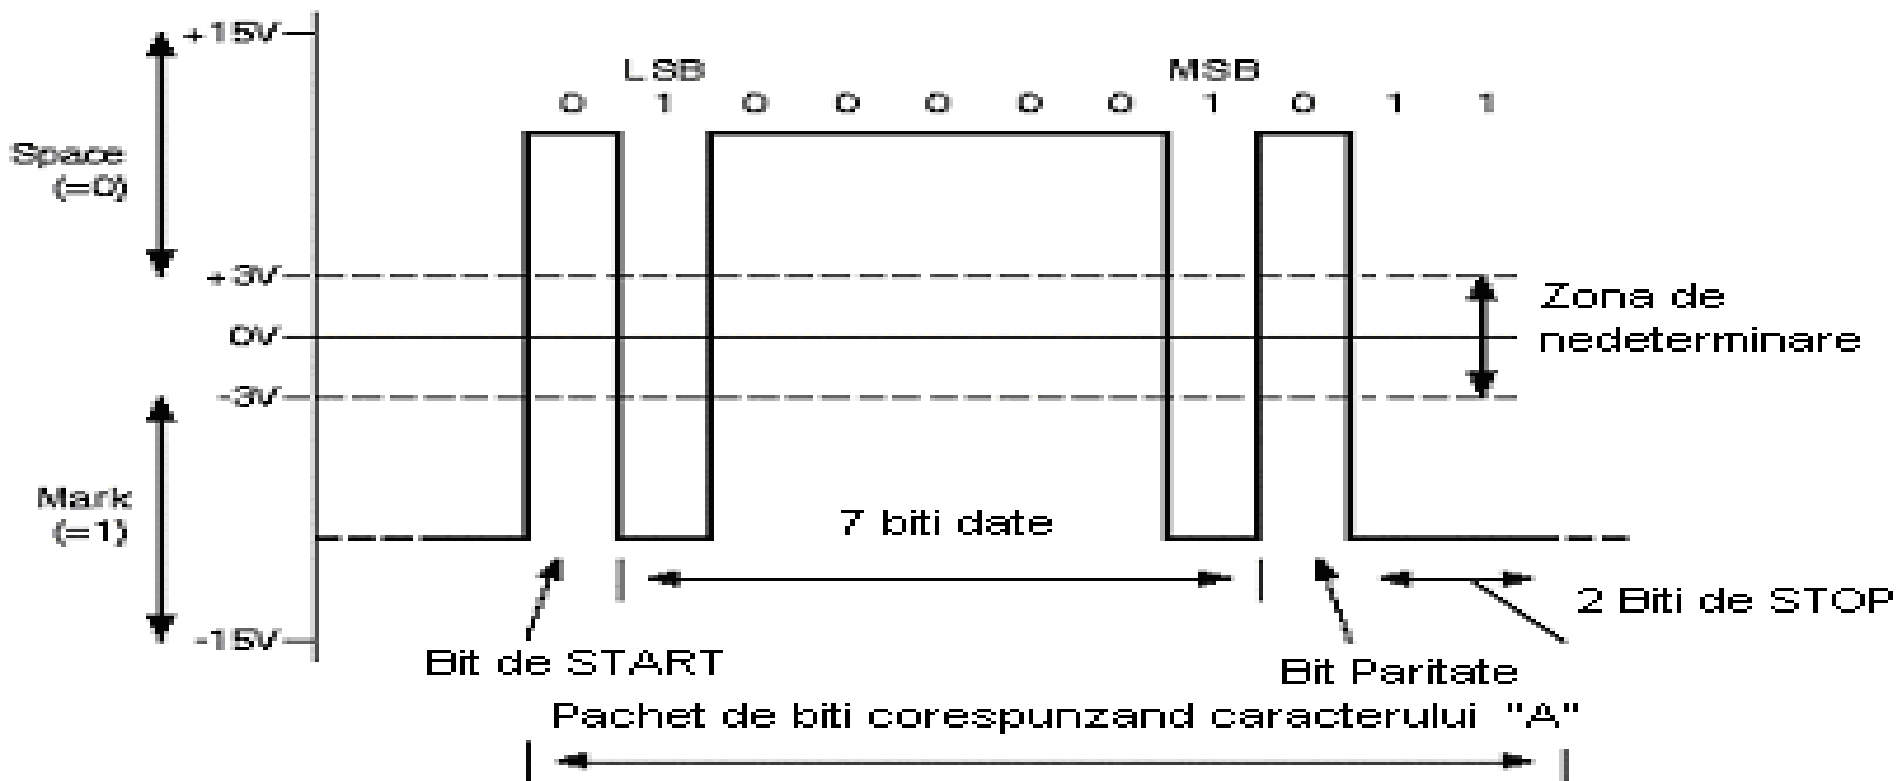 +15V
LSB MSB
0 1 0 0 0 0 0 1 0 1 1
Space
(=0)
+3V
Zona de
nedeterminare
0V
-3V
Mark
(=1)
7 biti date
2 Biti de STOP
-15V
Bit de START
Bit Paritate
Pachet de biti corespunzand caracterului "A"